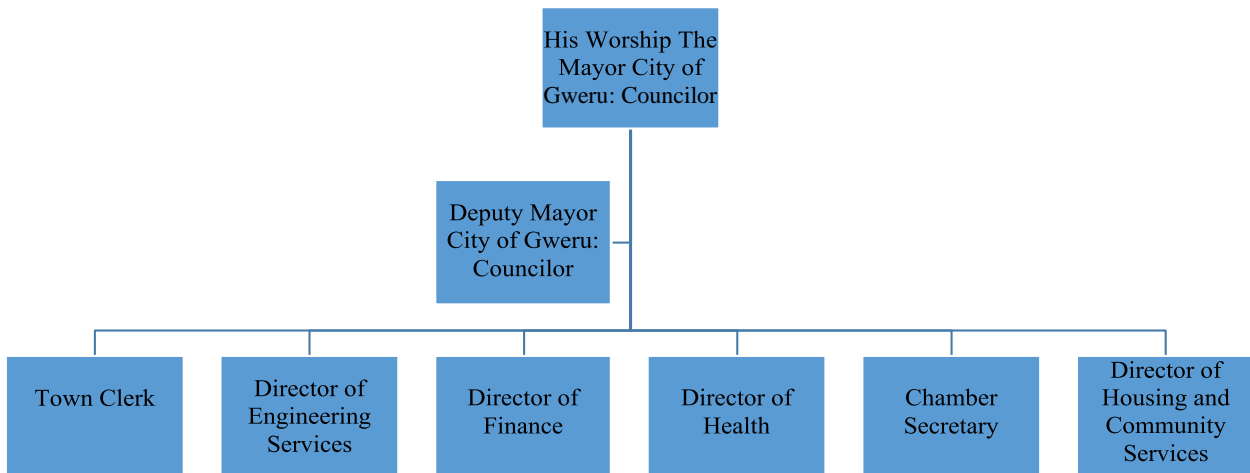 His Worship The
Mayor City of
Gweru: Councilor
Deputy Mayor
City of Gweru:
Councilor
Town Clerk
Director of
Engineering
Services
Director of
Finance
Director of
Health
Chamber
Secretary
Director of
Housing and
Community
Services